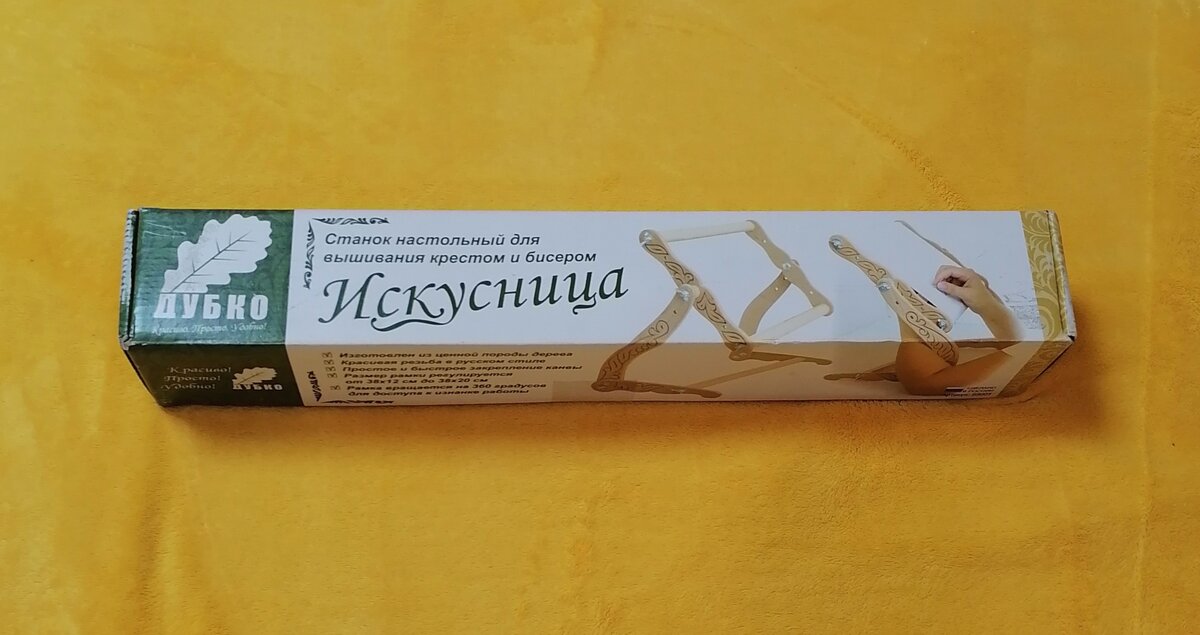 ДУБКО
Красиво. Просто. Удобно!
Станок настольный для
вышивания крестом и бисером
Искусница
Красиво!
Просто!
Удобно!
ДУБКО
Изготовлен из ценной породы дерева
Красивая резьба в русском стиле
Простое и быстрое закрепление канвы
Размер рамки регулируется
от 38х12 см до 38х20 см
Рамка вращается на 360 градусов
для доступа к изнанке работы